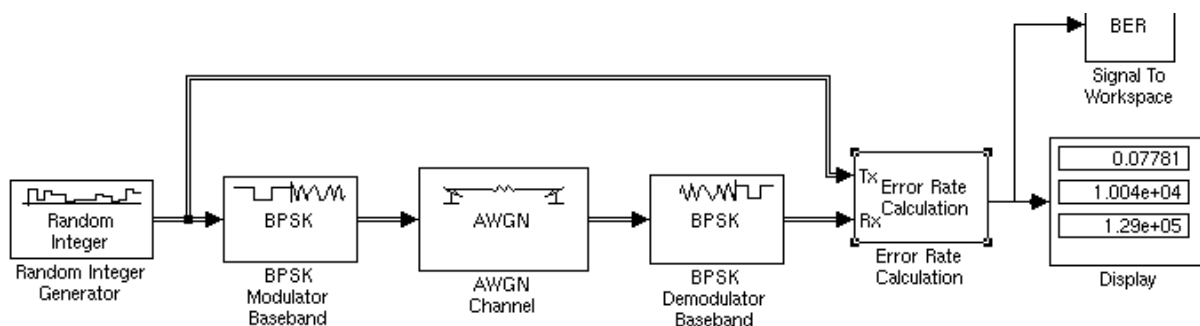 BER
Signal To
Workspace
Random
Integer
Random Integer
Generator
BPSK
BPSK
Modulator
Baseband
AWGN
AWGN
Channel
BPSK
BPSK
Demodulator
Baseband
Tx
Rx
Error Rate
Calculation
Error Rate
Calculation
0.07781
1.004e+04
1.29e+05
Display